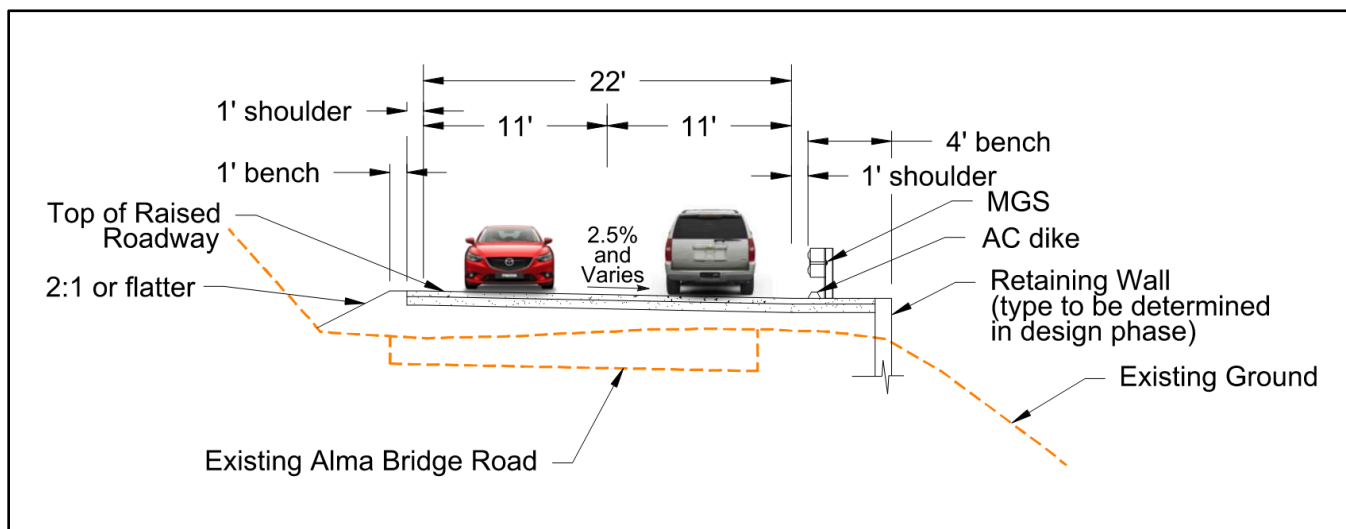 22'
1' shoulder
11'
11'
4' bench
1' bench
1' shoulder
MGS
Top of Raised
Roadway
2.5%
and
Varies
AC dike
2:1 or flatter
Retaining Wall
(type to be determined
in design phase)
Existing Ground
Existing Alma Bridge Road